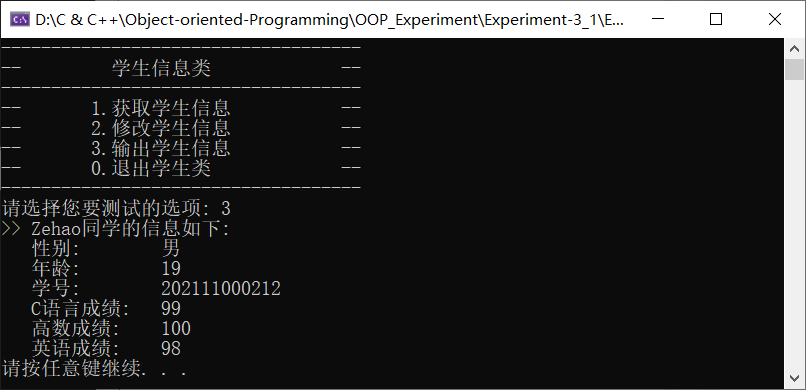 D:\C & C++\Object-oriented-Programming\OOP_Experiment\Experiment-3_1\E...
------------------------------------
--         学生信息类             --
------------------------------------
--       1.获取学生信息           --
--       2.修改学生信息           --
--       3.输出学生信息           --
--       0.退出学生类             --
------------------------------------
请选择您要测试的选项: 3
>> Zehao同学的信息如下:
   性别:        男
   年龄:        19
   学号:        202111000212
   C语言成绩:   99
   高数成绩:    100
   英语成绩:    98
请按任意键继续. . .